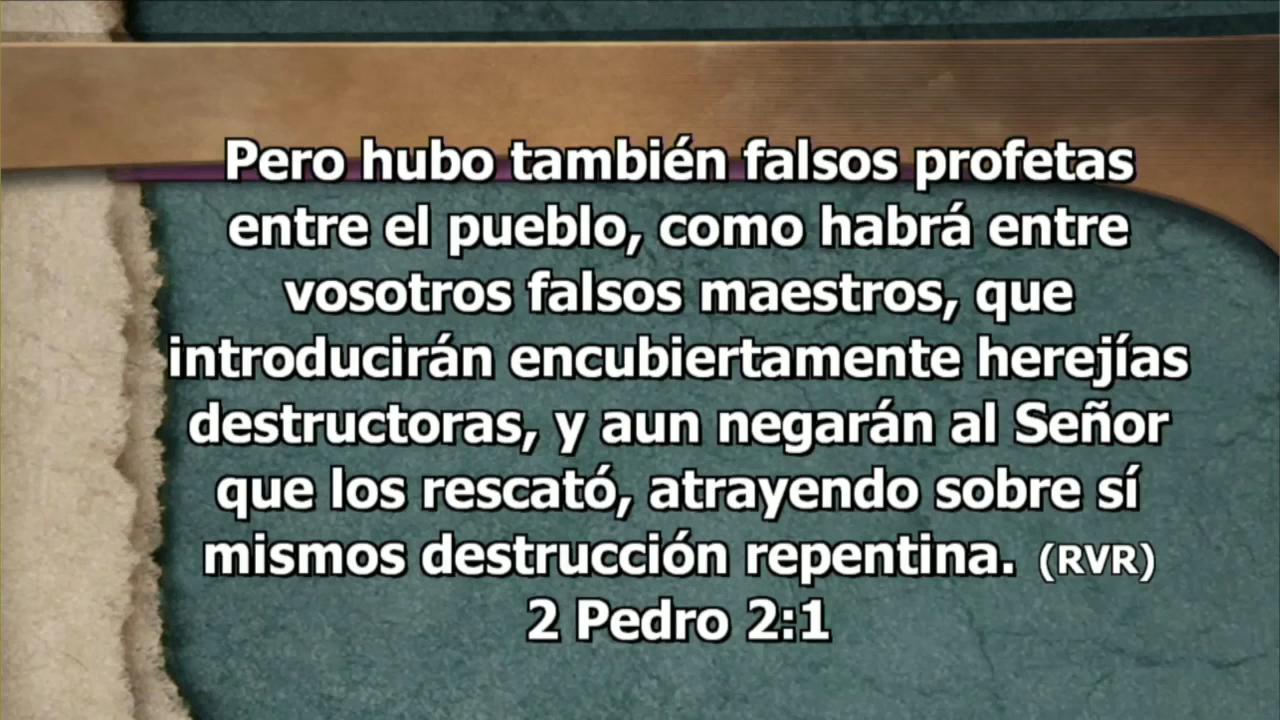 Pero hubo también falsos profetas
entre el pueblo, como habrá entre
vosotros falsos maestros, que
introducirán encubiertamente herejías
destructoras, y aun negarán al Señor
que los rescató, atrayendo sobre sí
mismos destrucción repentina. (RVR)
2 Pedro 2:1